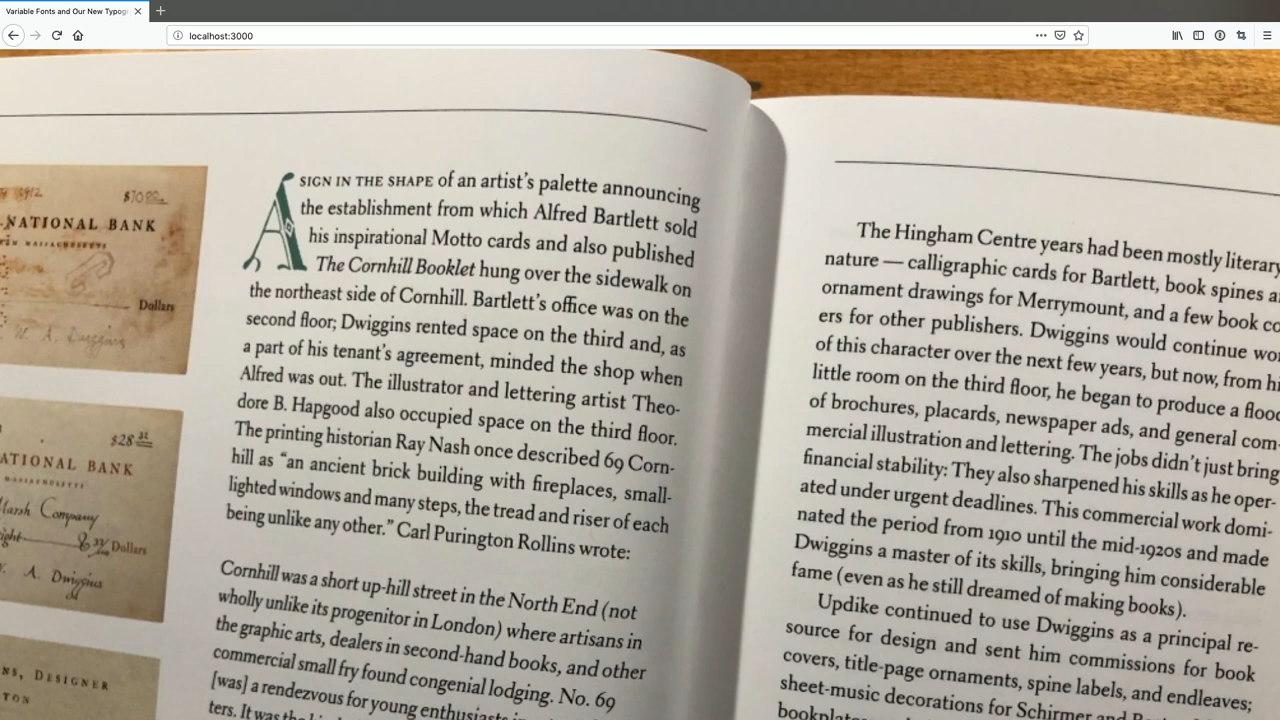 Variable Fonts and Our New Typogr
localhost:3000
1912
$10.00
NATIONAL BANK
MASSACHUSETTS
Dollars
W. A. Dwiggins
$28 32
ATIONAL BANK
MASSACHUSETTS
Marsh Company
ight
Dollars
W. A. Dwiggins
NS, DESIGNER
TON
A SIGN IN THE SHAPE of an artist's palette announcing
the establishment from which Alfred Bartlett sold
his inspirational Motto cards and also published
The Cornhill Booklet hung over the sidewalk on
the northeast side of Cornhill. Bartlett's office was on the
second floor; Dwiggins rented space on the third and, as
a part of his tenant's agreement, minded the shop when
Alfred was out. The illustrator and lettering artist Theo-
dore B. Hapgood also occupied space on the third floor.
The printing historian Ray Nash once described 69 Corn-
hill as “an ancient brick building with fireplaces, small-
lighted windows and many steps, the tread and riser of each
being unlike any other.” Carl Purington Rollins wrote:
Cornhill was a short up-hill street in the North End (not
wholly unlike its progenitor in London) where artisans in
the graphic arts, dealers in second-hand books, and other
commercial small fry found congenial lodging. No. 69
[was] a rendezvous for young enthusiasts
ters. It was the
The Hingham Centre years had been mostly literary
nature — calligraphic cards for Bartlett, book spines a
ornament drawings for Merrymount, and a few book co
ers for other publishers. Dwiggins would continue wo
of this character over the next few years, but now, from hi
little room on the third floor, he began to produce a flood
of brochures, placards, newspaper ads, and general com-
mercial illustration and lettering. The jobs didn't just bring
financial stability: They also sharpened his skills as he oper-
ated under urgent deadlines. This commercial work domi-
nated the period from 1910 until the mid-1920s and made
Dwiggins a master of its skills, bringing him considerable
fame (even as he still dreamed of making books).
Updike continued to use Dwiggins as a principal re-
source for design and sent him commissions for book
covers, title-page ornaments, spine labels, and endleaves;
sheet-music decorations for Schirmer and
bookplates